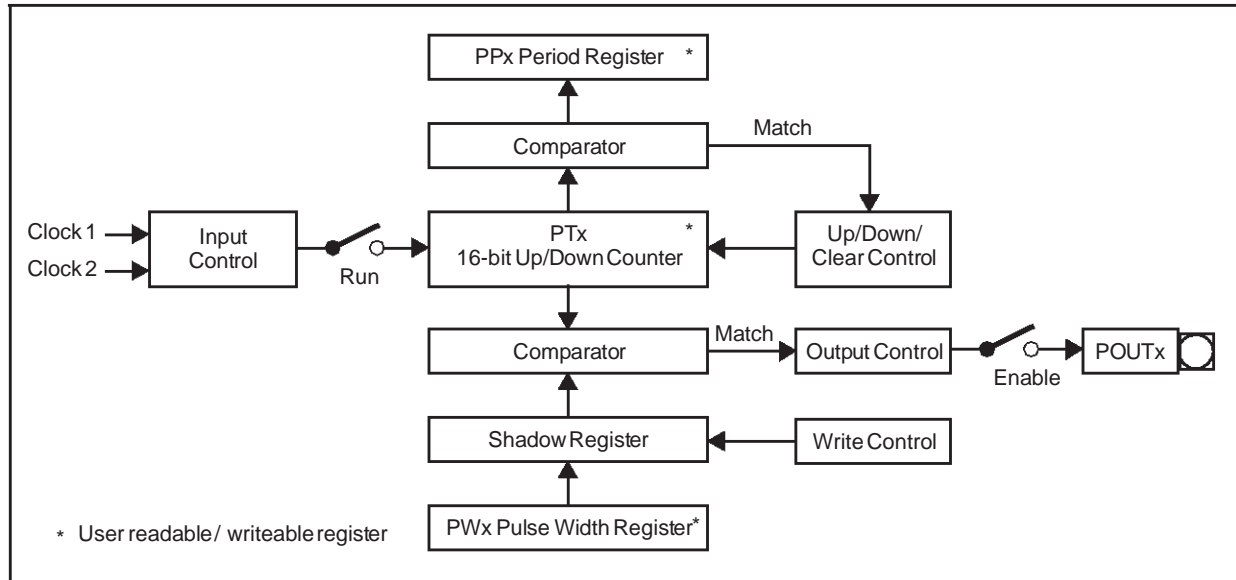 PPx Period Register *
Comparator
Match
Clock 1
Clock 2
Input
Control
Run
PTx *
16-bit Up/Down Counter
Up/Down/
Clear Control
Comparator
Match
Output Control
Enable
POUTx
Shadow Register
Write Control
PWx Pulse Width Register *
* User readable / writeable register